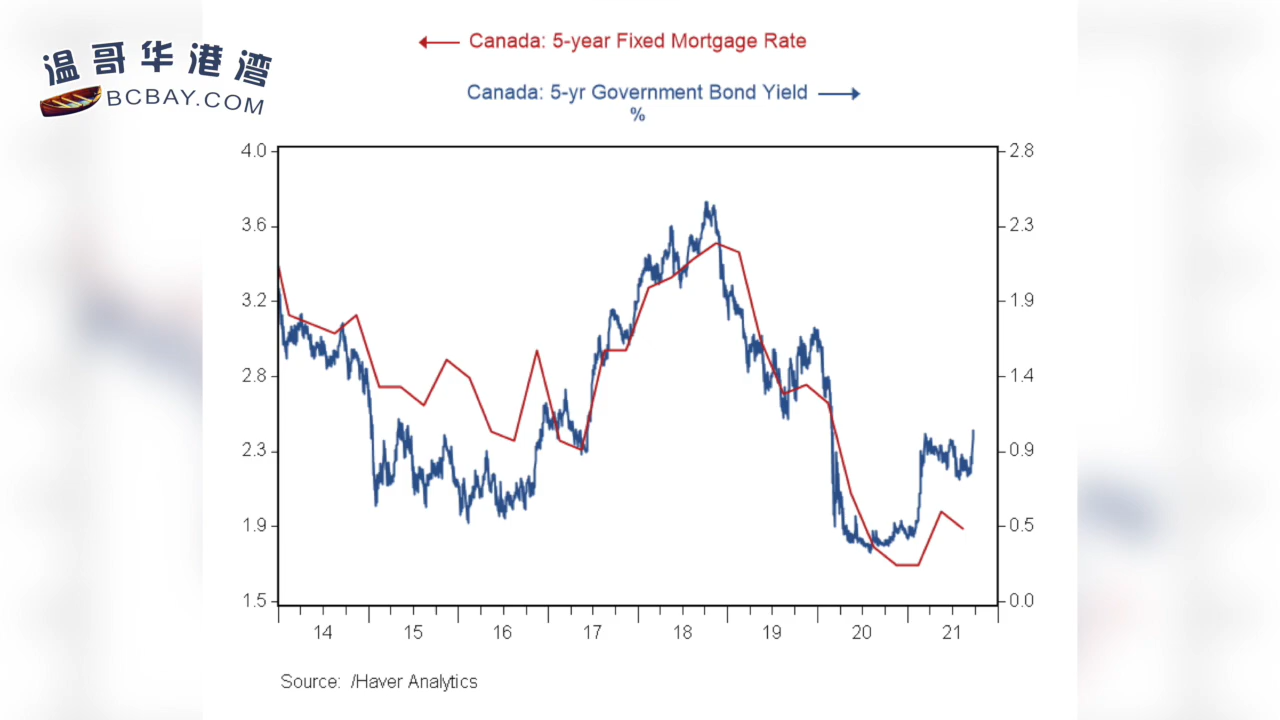 温哥华港湾
BCBAY.COM
Canada: 5-year Fixed Mortgage Rate
Canada: 5-yr Government Bond Yield
%
4.0
3.6
3.2
2.8
2.3
1.9
1.5
2.8
2.3
1.9
1.4
0.9
0.5
0.0
14 15 16 17 18 19 20 21
Source: /Haver Analytics